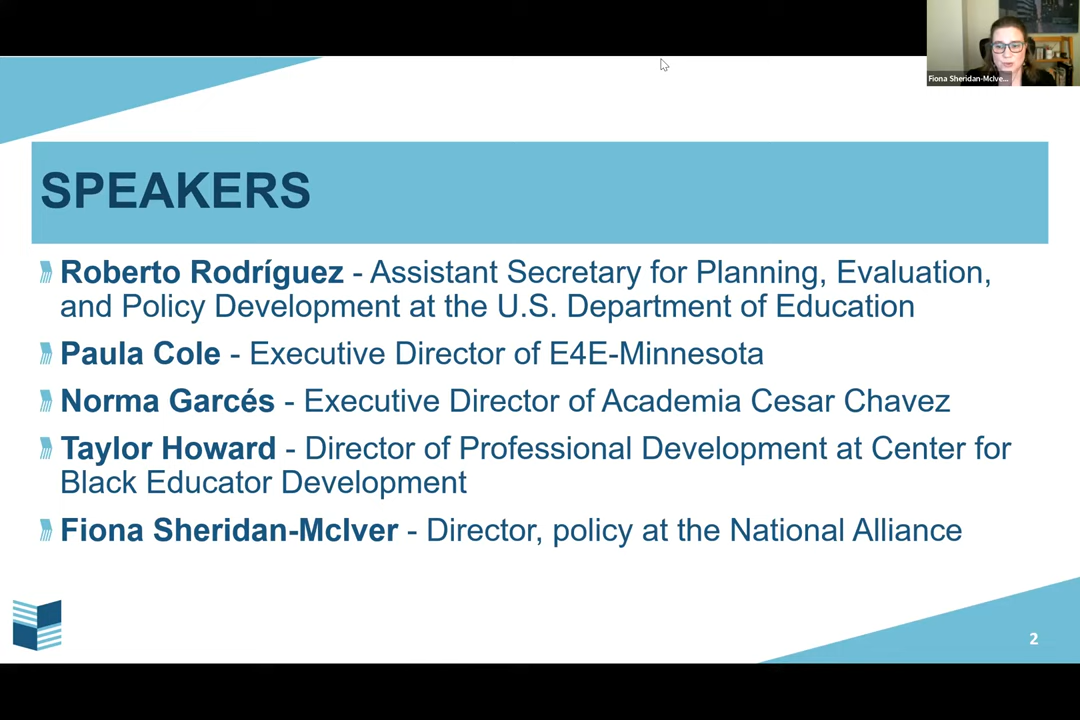 Fiona Sheridan-McIve...
SPEAKERS
Roberto Rodríguez - Assistant Secretary for Planning, Evaluation,
and Policy Development at the U.S. Department of Education
Paula Cole - Executive Director of E4E-Minnesota
Norma Garcés - Executive Director of Academia Cesar Chavez
Taylor Howard - Director of Professional Development at Center for
Black Educator Development
Fiona Sheridan-McIver - Director, policy at the National Alliance
2